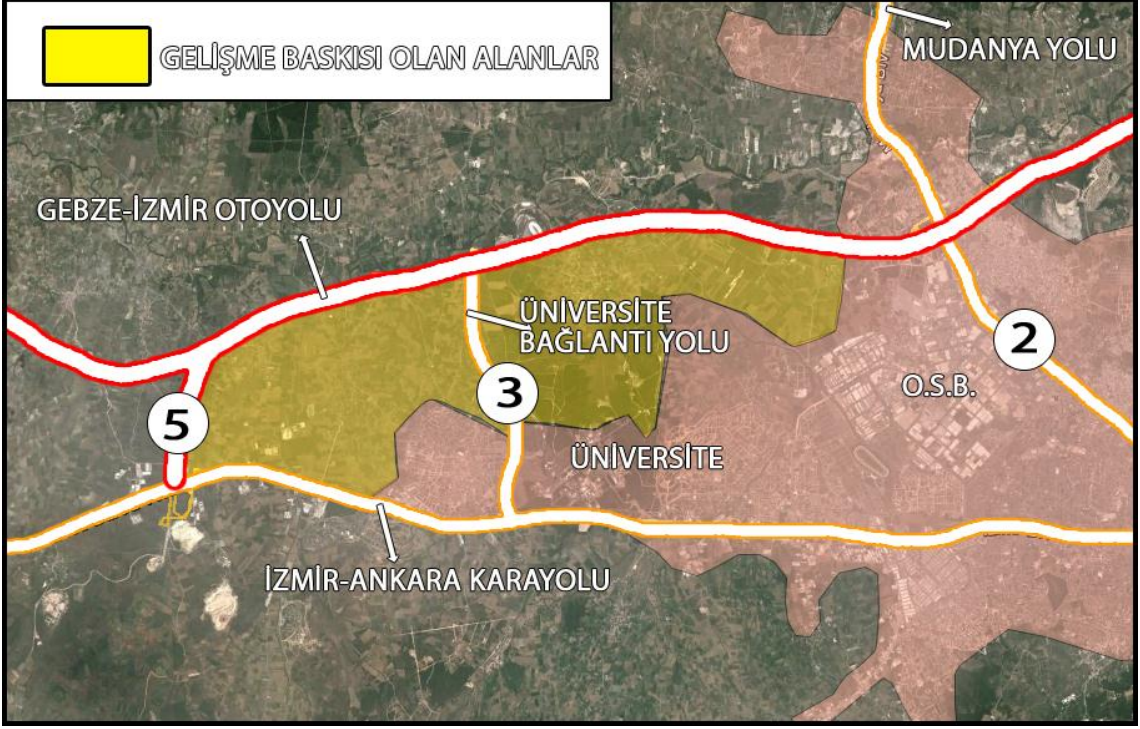 GELİŞME BASKISI OLAN ALANLAR
MUDANYA YOLU
GEBZE-İZMİR OTOYOLU
ÜNİVERSİTE
BAĞLANTI YOLU
2
3
O.S.B.
5
ÜNİVERSİTE
İZMİR-ANKARA KARAYOLU